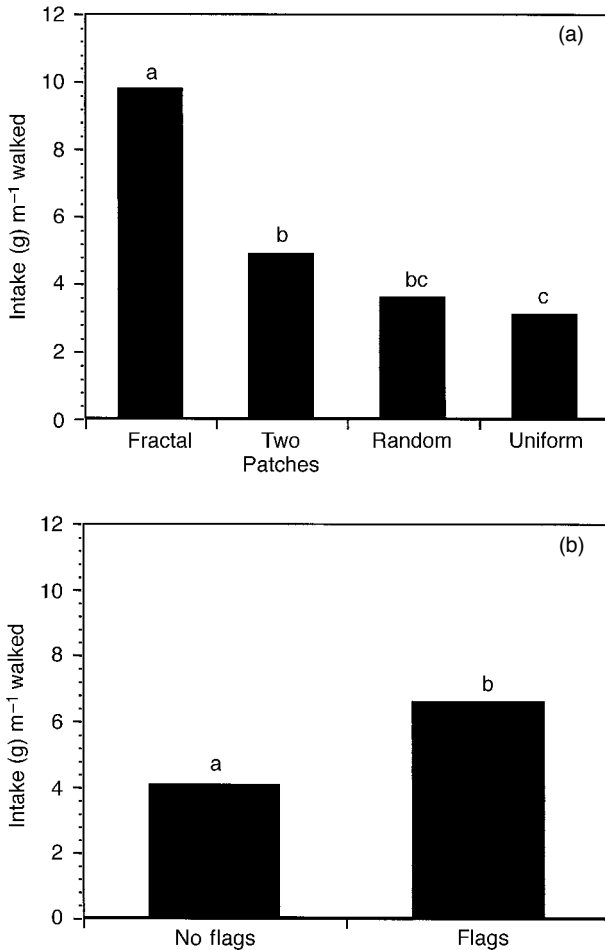 12
(a)
a
10
8
6
b
bc
4
c
2
0
Intake (g) m⁻¹ walked
Fractal
Two
Random
Uniform
Patches
12
(b)
10
8
b
6
a
4
2
0
Intake (g) m⁻¹ walked
No flags
Flags